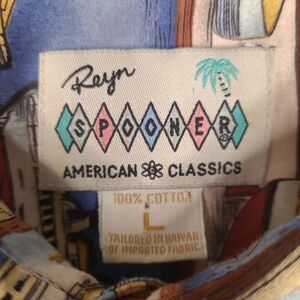 Reyn
SPOONER
AMERICAN CLASSICS
100% COTTON
L
TAILORED IN HAWAII
OF IMPORTED FABRIC